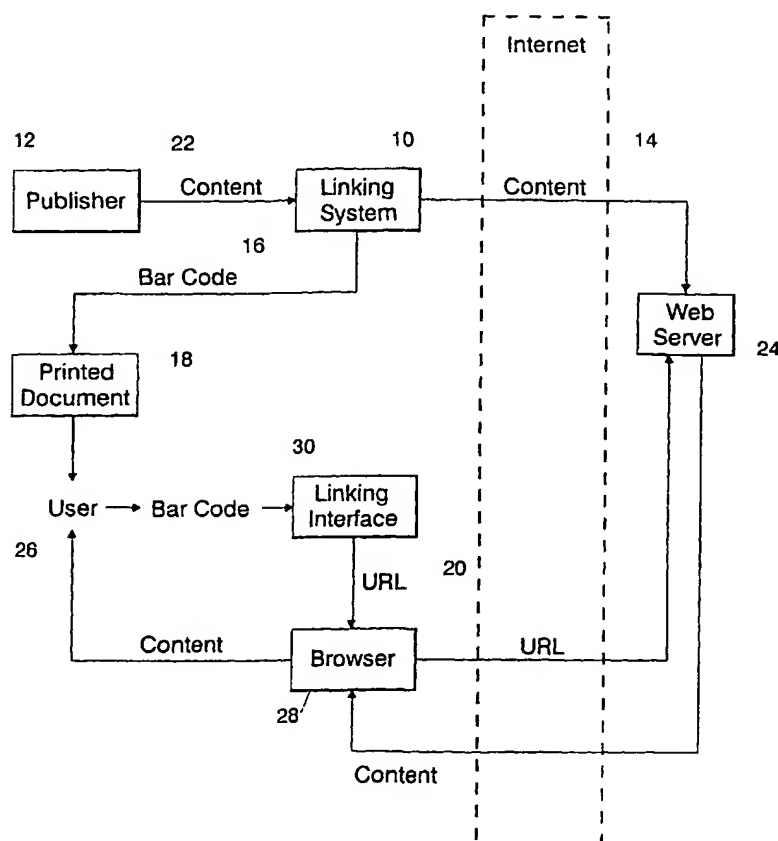 Internet
12
22
10
14
Publisher
Content
Linking
System
Content
16
Bar Code
Web
Server
24
18
Printed
Document
30
User
Bar Code
Linking
Interface
26
20
URL
Content
Browser
URL
28
Content